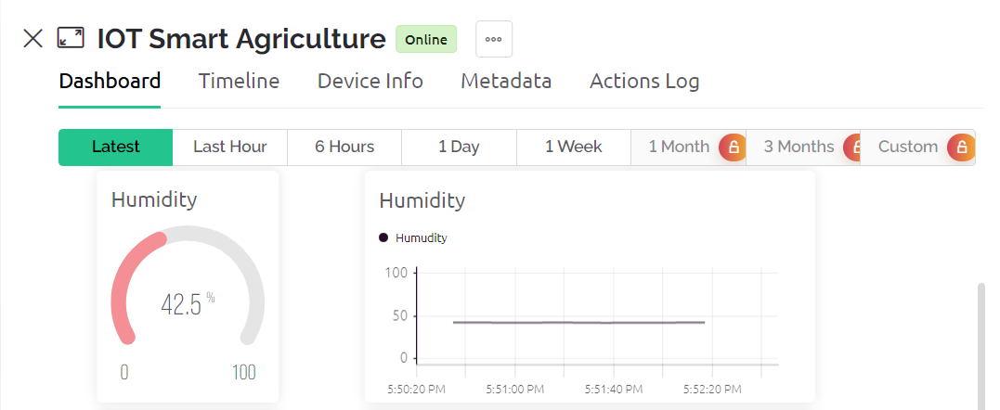 IOT Smart Agriculture Online
Dashboard Timeline Device Info Metadata Actions Log
Latest Last Hour 6 Hours 1 Day 1 Week 1 Month 3 Months Custom
Humidity
42.5 %
0 100
Humidity
Humudity
100
50
0
5:50:20 PM 5:51:00 PM 5:51:40 PM 5:52:20 PM